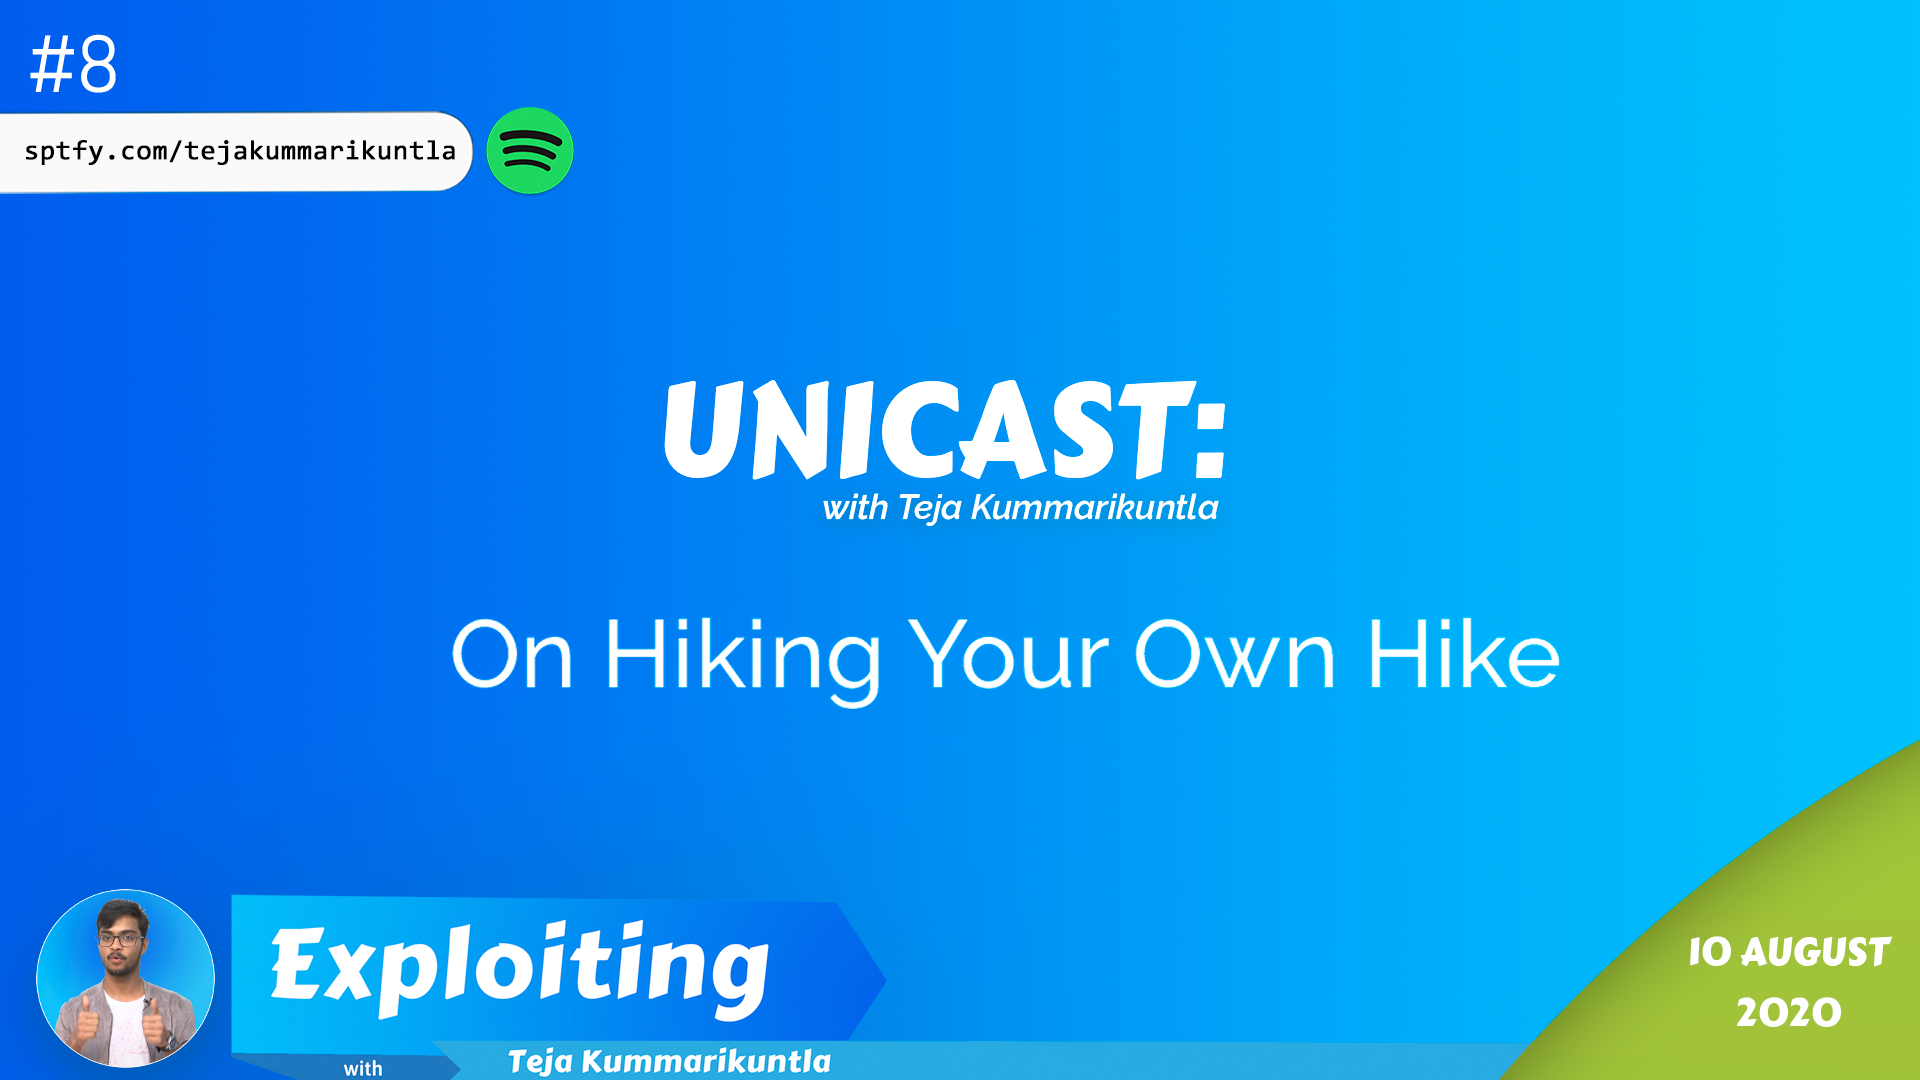 #8
sptfy.com/tejakummarikuntla
UNICAST:
with Teja Kummarikuntla
On Hiking Your Own Hike
Exploiting
with Teja Kummarikuntla
10 AUGUST
2020